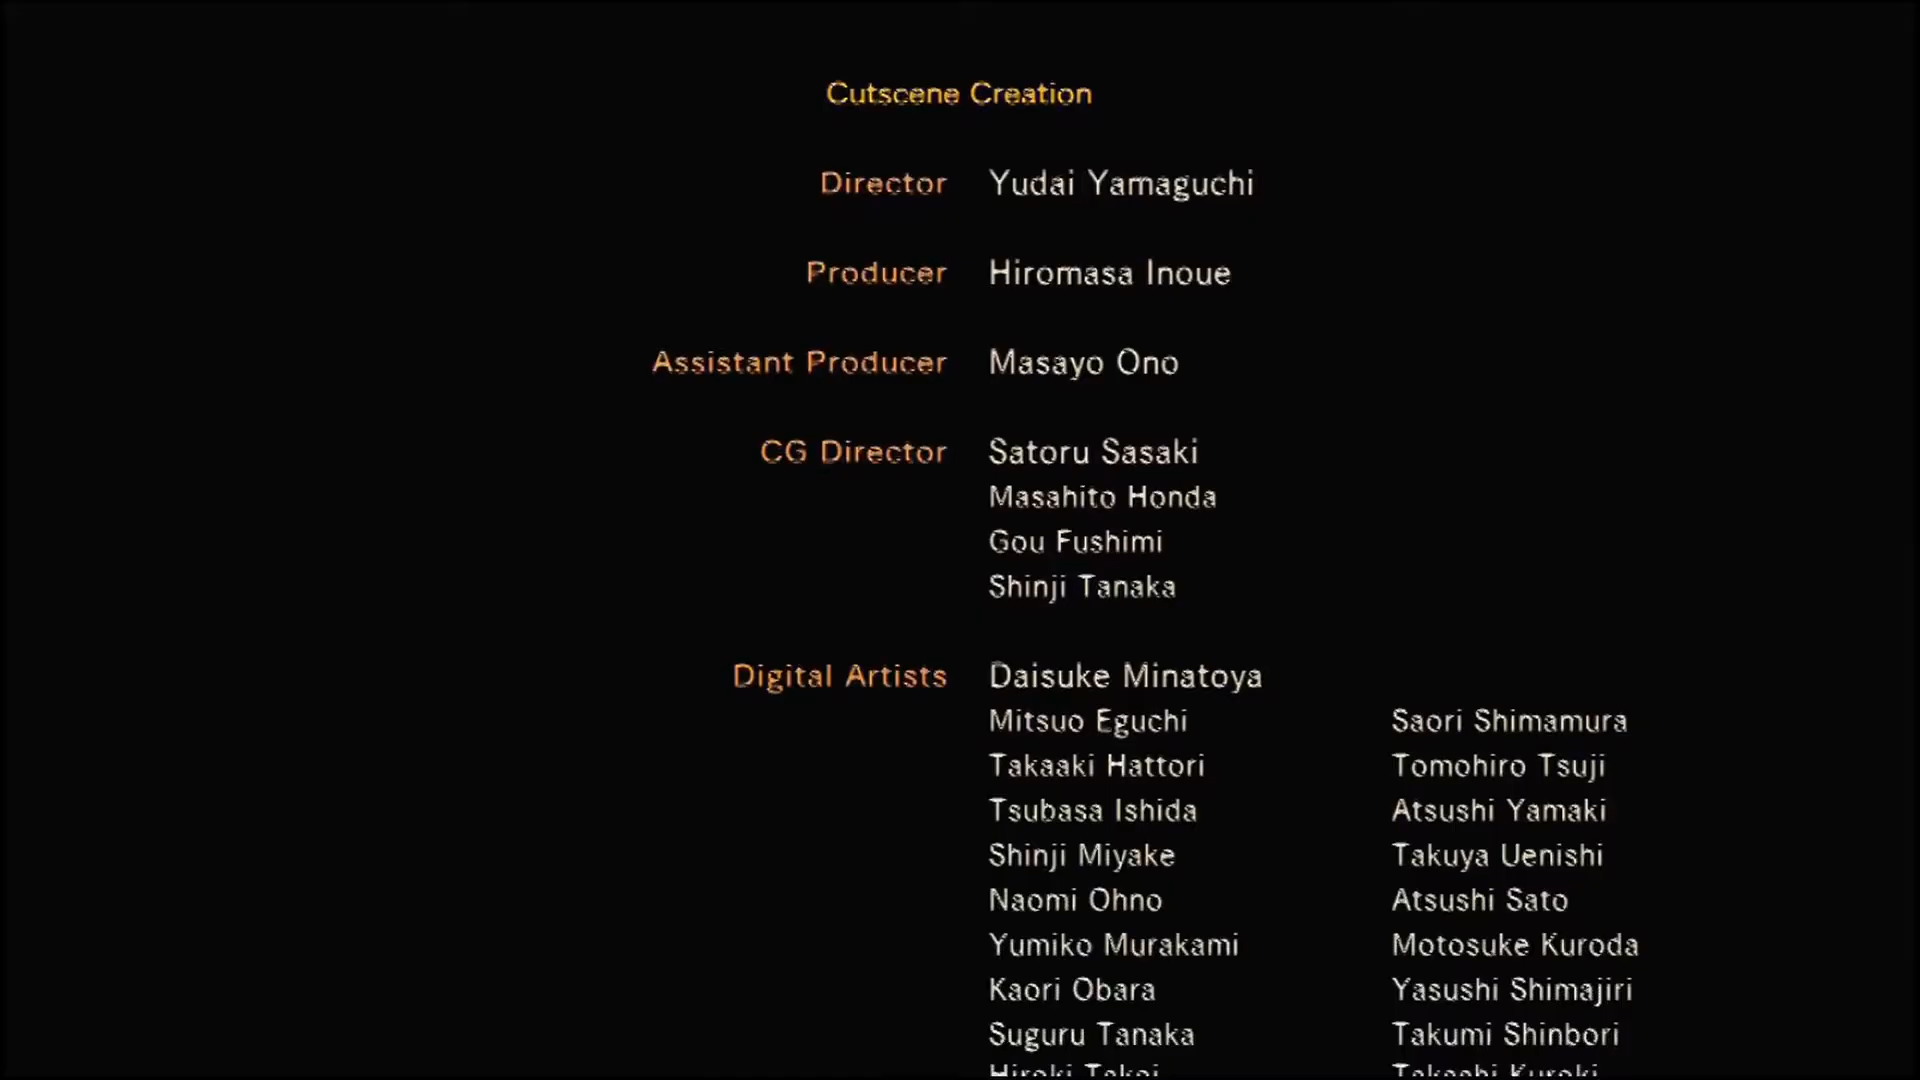 Cutscene Creation
Director Yudai Yamaguchi
Producer Hiromasa Inoue
Assistant Producer Masayo Ono
CG Director Satoru Sasaki
Masahito Honda
Gou Fushimi
Shinji Tanaka
Digital Artists Daisuke Minatoya
Mitsuo Eguchi Saori Shimamura
Takaaki Hattori Tomohiro Tsuji
Tsubasa Ishida Atsushi Yamaki
Shinji Miyake Takuya Uenishi
Naomi Ohno Atsushi Sato
Yumiko Murakami Motosuke Kuroda
Kaori Obara Yasushi Shimajiri
Suguru Tanaka Takumi Shinbori